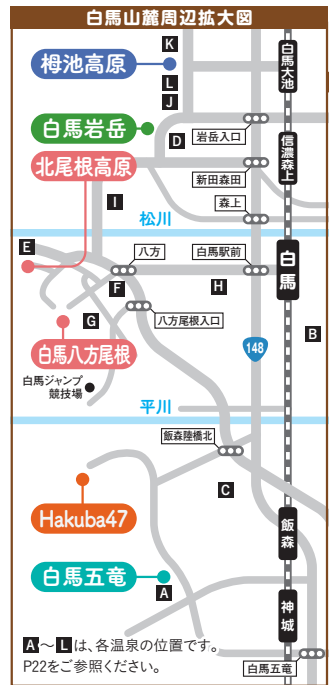 白馬山麓周辺拡大図
K
栂池高原
白馬大池
L
J
白馬岩岳
D
岩岳入口
信濃森上
北尾根高原
新田森田
I
森上
松川
E
八方
白馬駅前
白馬
F
H
G
八方尾根入口
B
白馬八方尾根
148
白馬ジャンプ
競技場
平川
飯森陸橋北
C
Hakuba47
飯森
白馬五竜
A
神城
A～Lは、各温泉の位置です。
P22をご参照ください。
白馬五竜